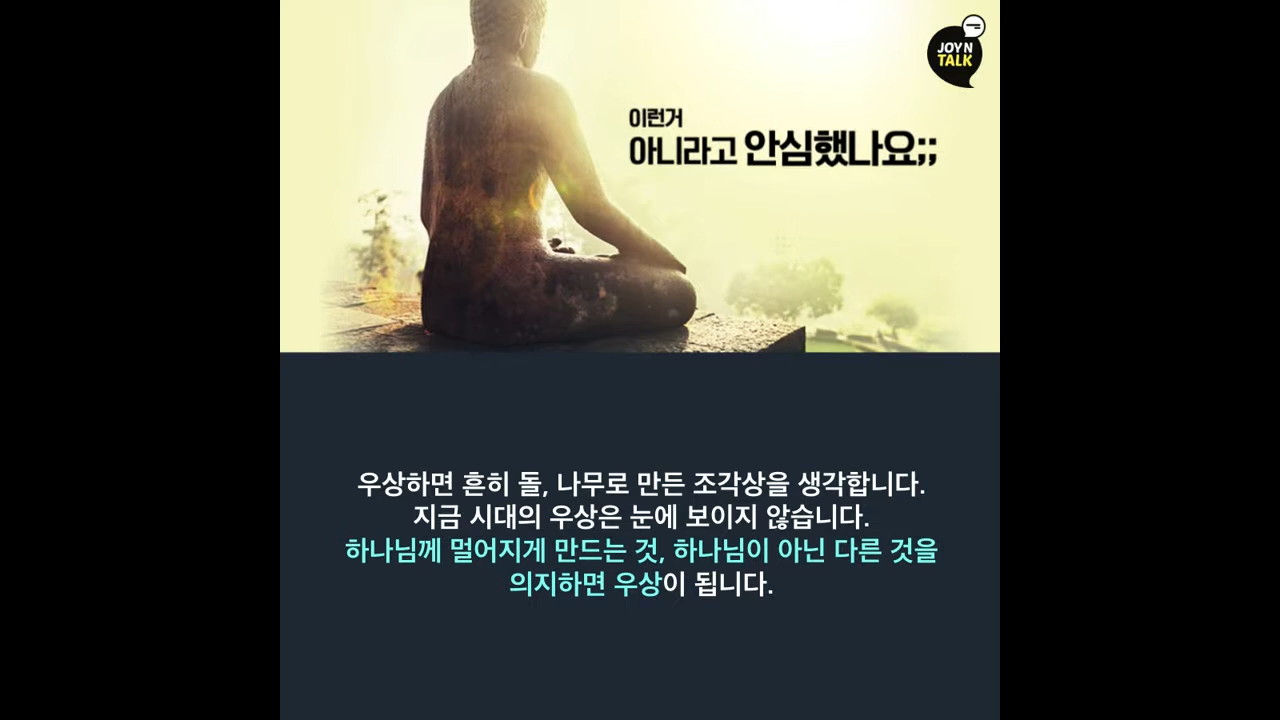 JOYN
TALK
이런거
아니라고 안심했나요;;
우상하면 흔히 돌, 나무로 만든 조각상을 생각합니다.
지금 시대의 우상은 눈에 보이지 않습니다.
하나님께 멀어지게 만드는 것, 하나님이 아닌 다른 것을
의지하면 우상이 됩니다.